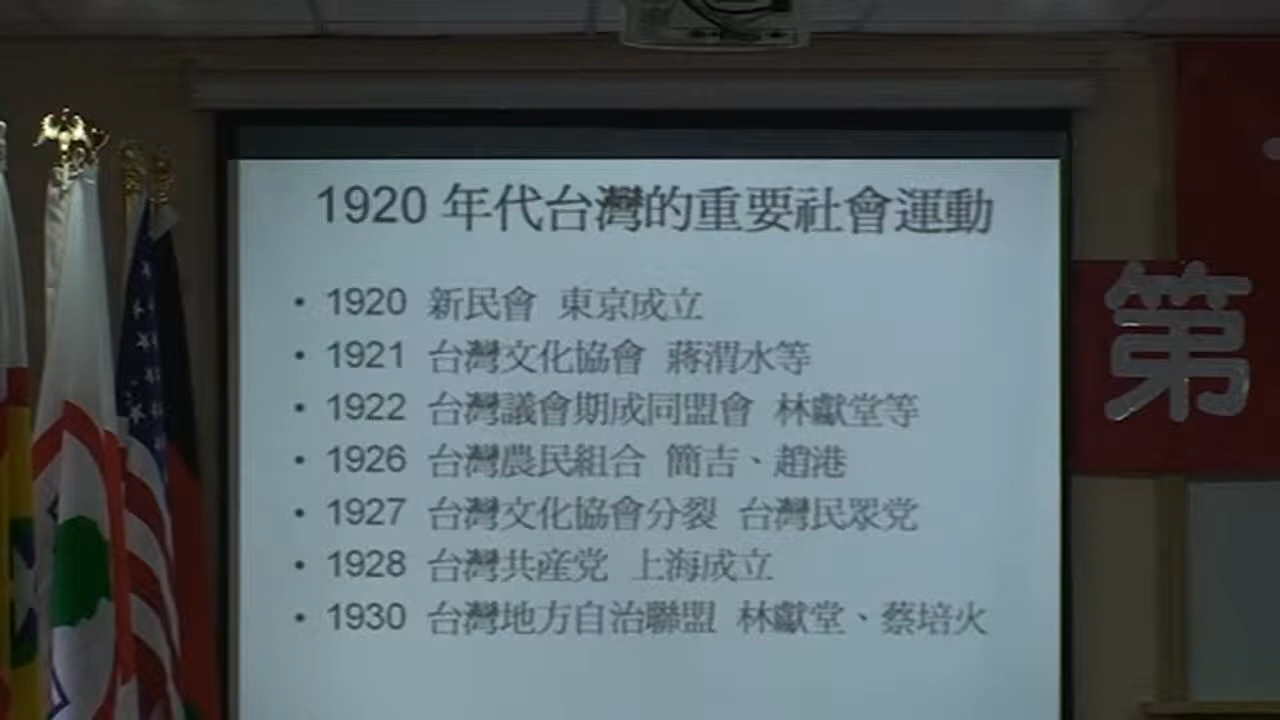 1920 年代台灣的重要社會運動
• 1920 新民會 東京成立
• 1921 台灣文化協會 蔣渭水等
• 1922 台灣議會期成同盟會 林獻堂等
• 1926 台灣農民組合 簡吉、趙港
• 1927 台灣文化協會分裂 台灣民眾党
• 1928 台灣共産党 上海成立
• 1930 台灣地方自治聯盟 林獻堂、蔡培火
第